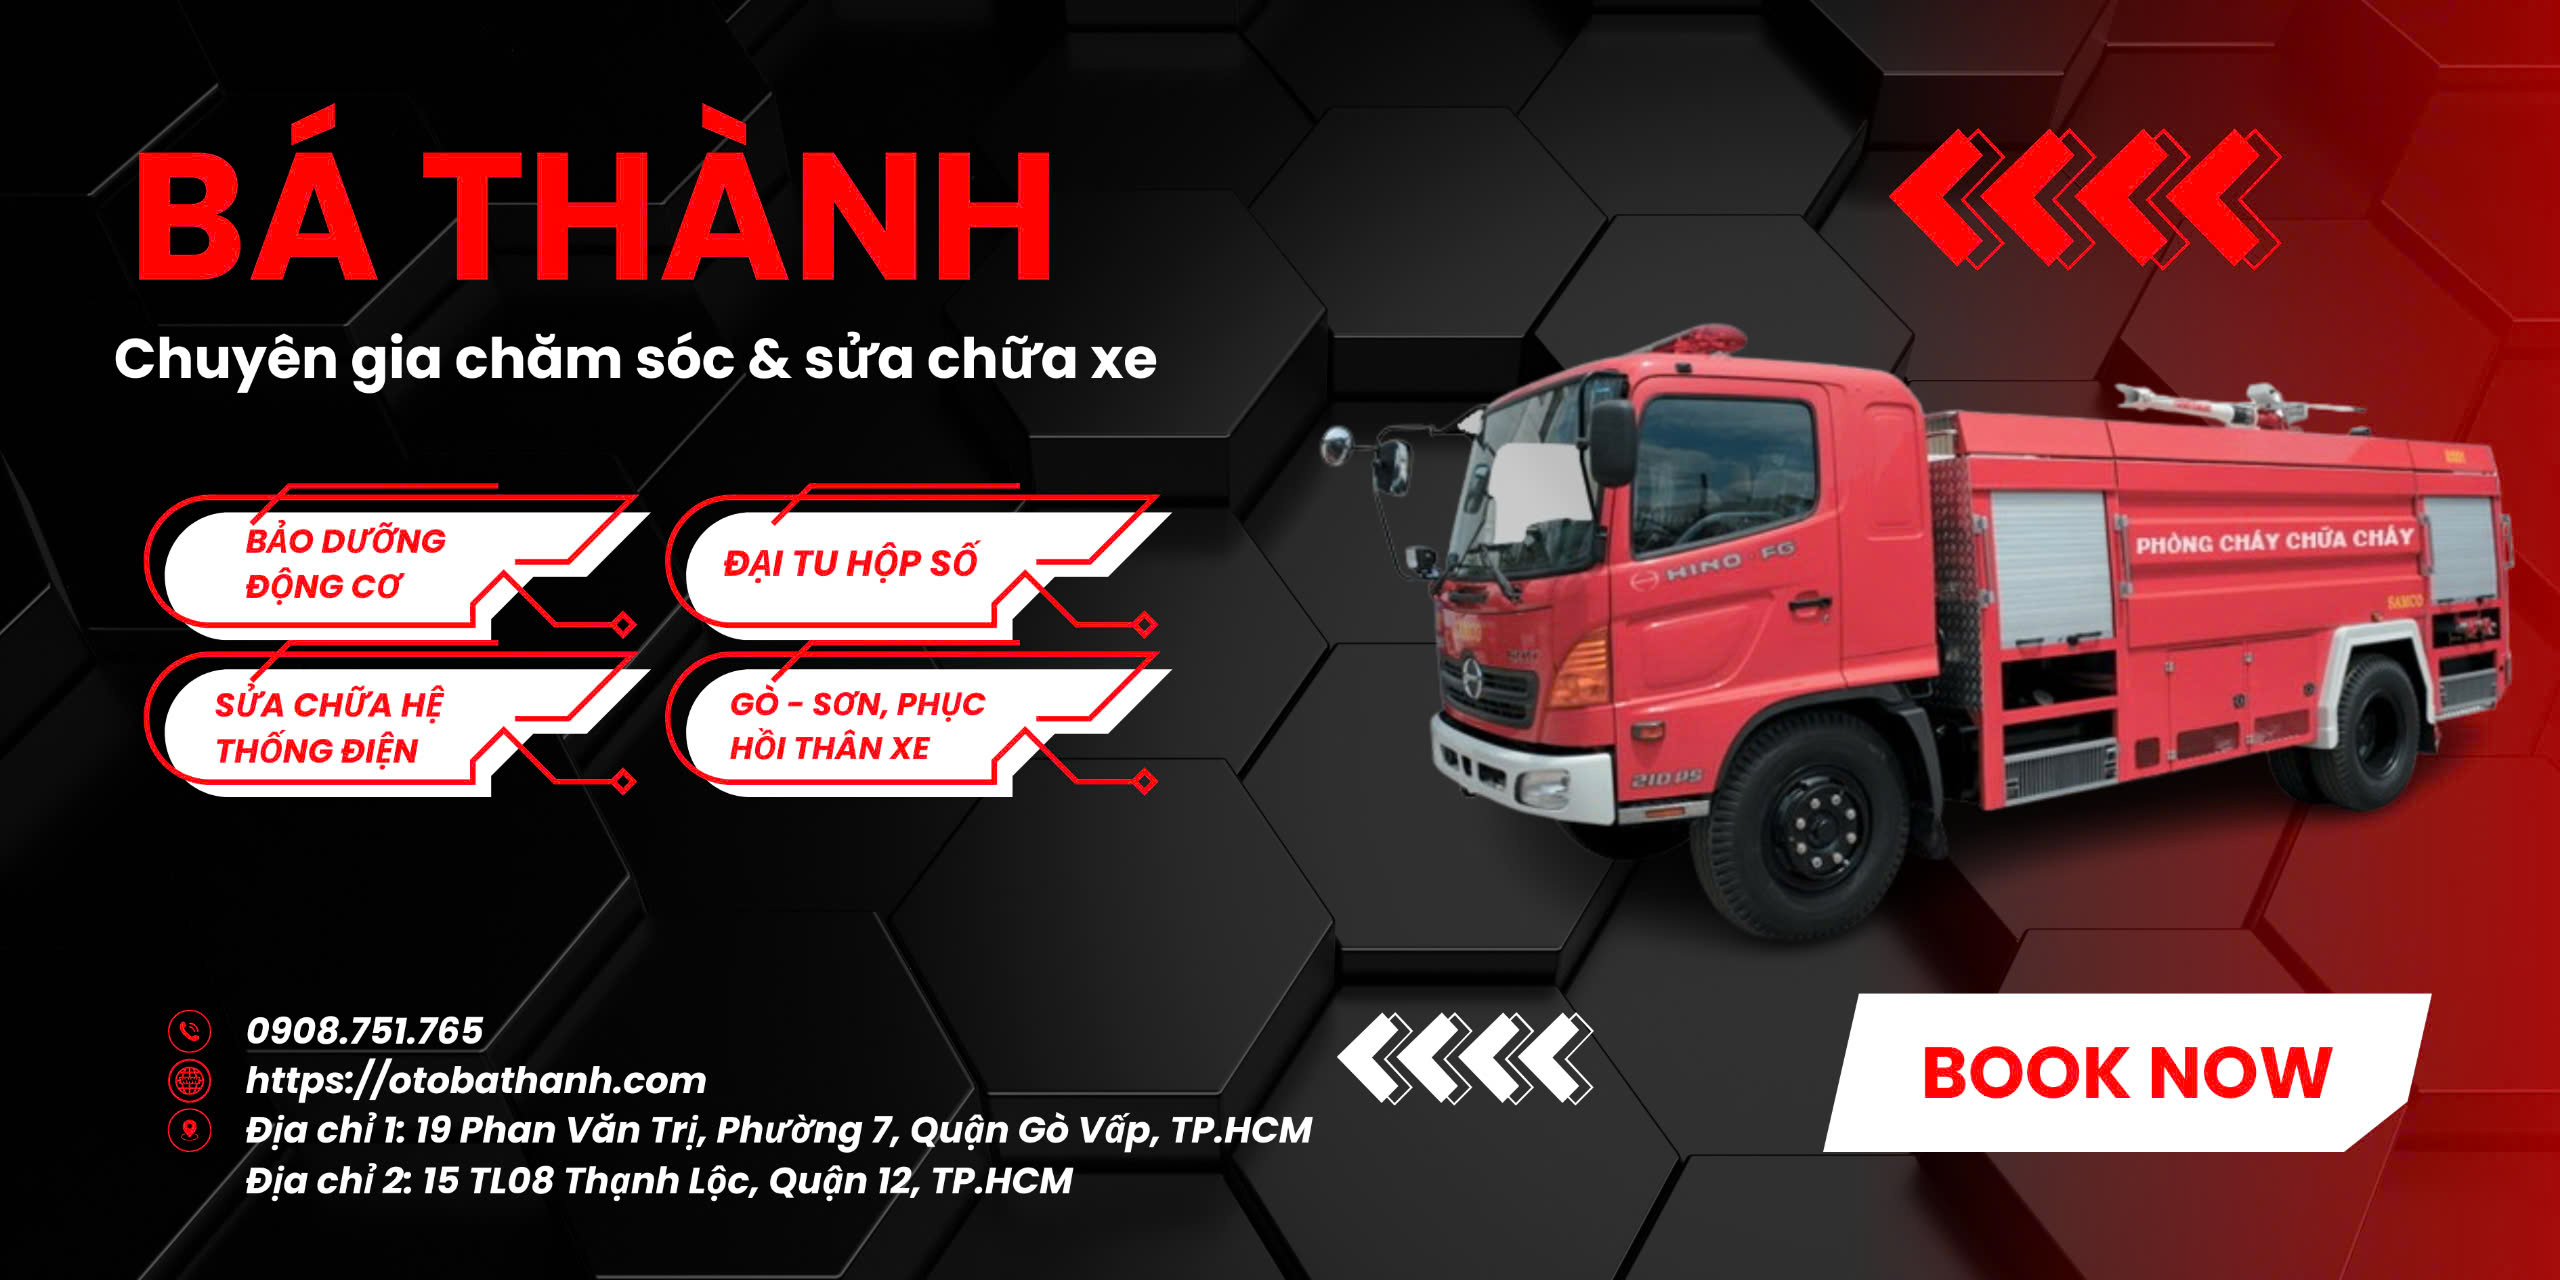 BÁ THÀNH
Chuyên gia chăm sóc & sửa chữa xe
BẢO DƯỠNG
ĐỘNG CƠ
ĐẠI TU HỘP SỐ
SỬA CHỮA HỆ
THỐNG ĐIỆN
GÒ - SƠN, PHỤC
HỒI THÂN XE
PHÒNG CHÁY CHỮA CHÁY
HINO FG
SAMCO
210 PS
0908.751.765
https://otobathanh.com
Địa chỉ 1: 19 Phan Văn Trị, Phường 7, Quận Gò Vấp, TP.HCM
Địa chỉ 2: 15 TL08 Thạnh Lộc, Quận 12, TP.HCM
BOOK NOW